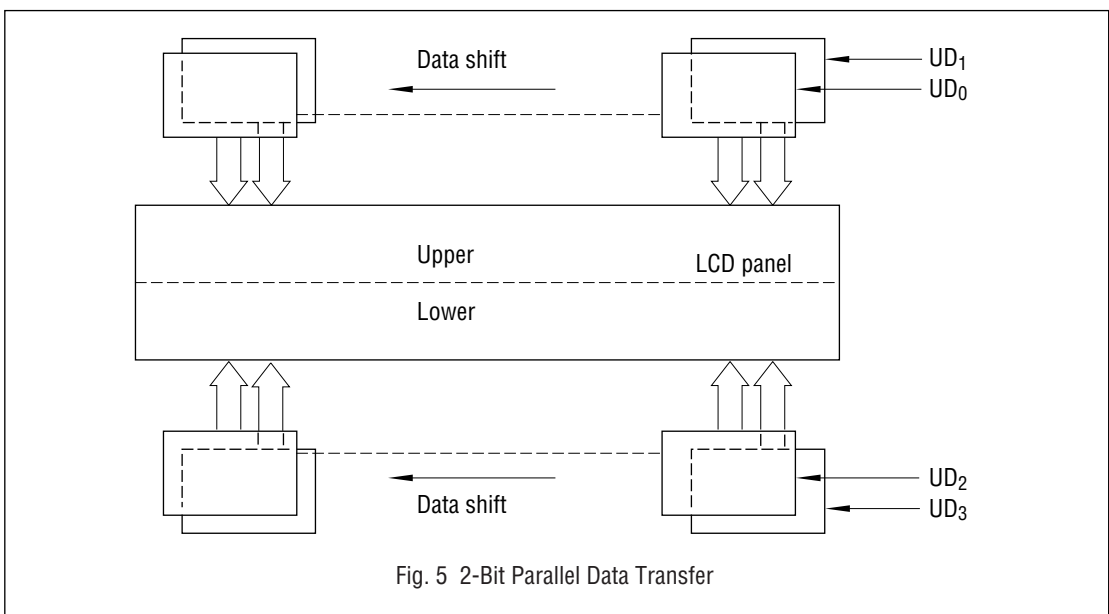 Data shift
UD₁
UD₀
Upper
LCD panel
Lower
Data shift
UD₂
UD₃
Fig. 5 2-Bit Parallel Data Transfer